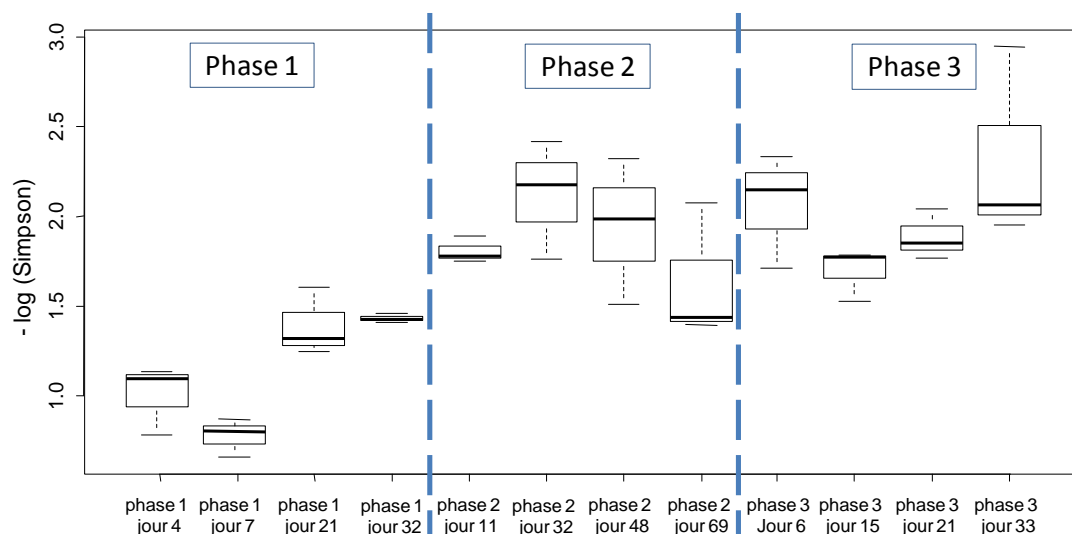 Phase 1
Phase 2
Phase 3
- log (Simpson)
3.0
2.5
2.0
1.5
1.0
phase 1
jour 4
phase 1
jour 7
phase 1
jour 21
phase 1
jour 32
phase 2
jour 11
phase 2
jour 32
phase 2
jour 48
phase 2
jour 69
phase 3
Jour 6
phase 3
jour 15
phase 3
jour 21
phase 3
jour 33